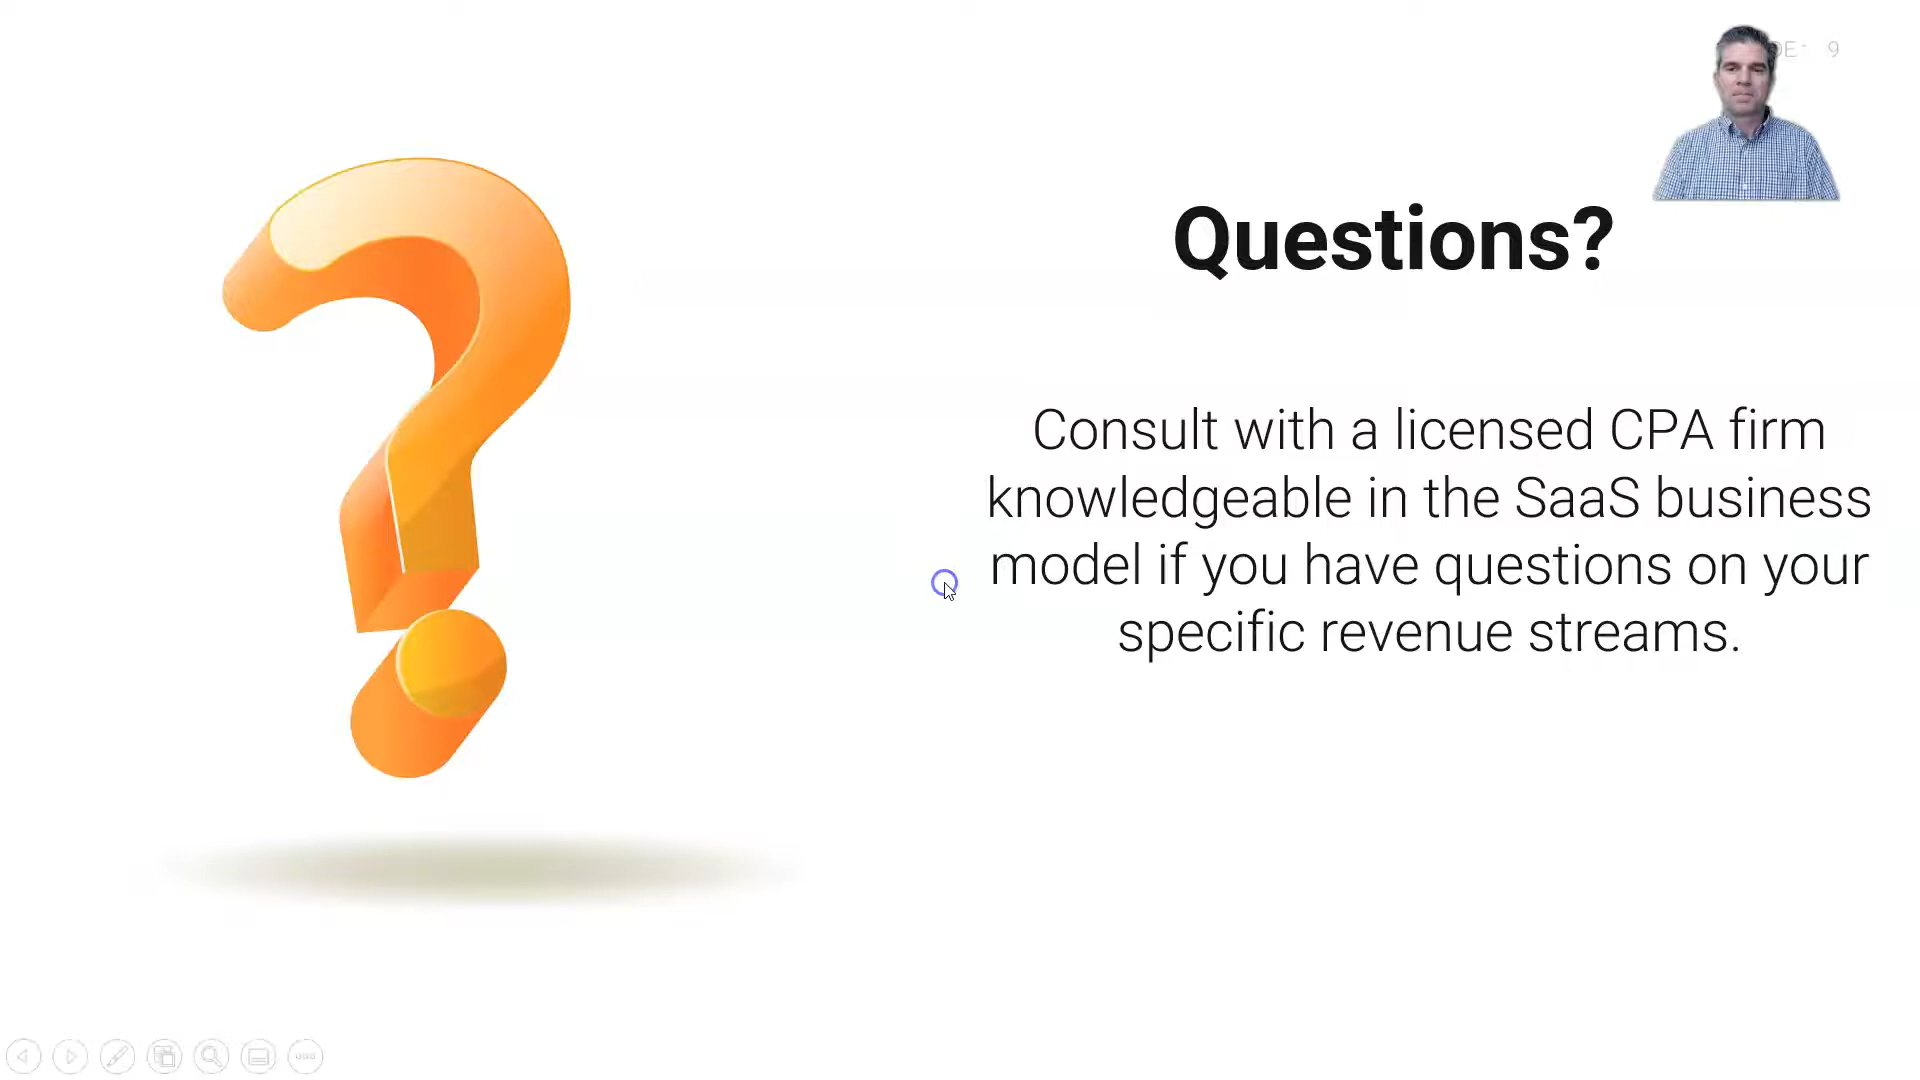 9
Questions?
Consult with a licensed CPA firm
knowledgeable in the SaaS business
model if you have questions on your
specific revenue streams.